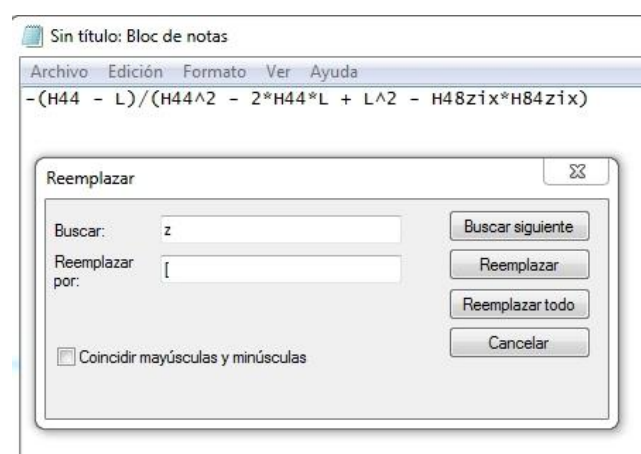 Sin título: Bloc de notas
Archivo Edición Formato Ver Ayuda
-(H44 - L)/(H44^2 - 2*H44*L + L^2 - H48zix*H84zix)
Reemplazar
Buscar: z Buscar siguiente
Reemplazar por: [ Reemplazar
Reemplazar todo
Coincidir mayúsculas y minúsculas Cancelar